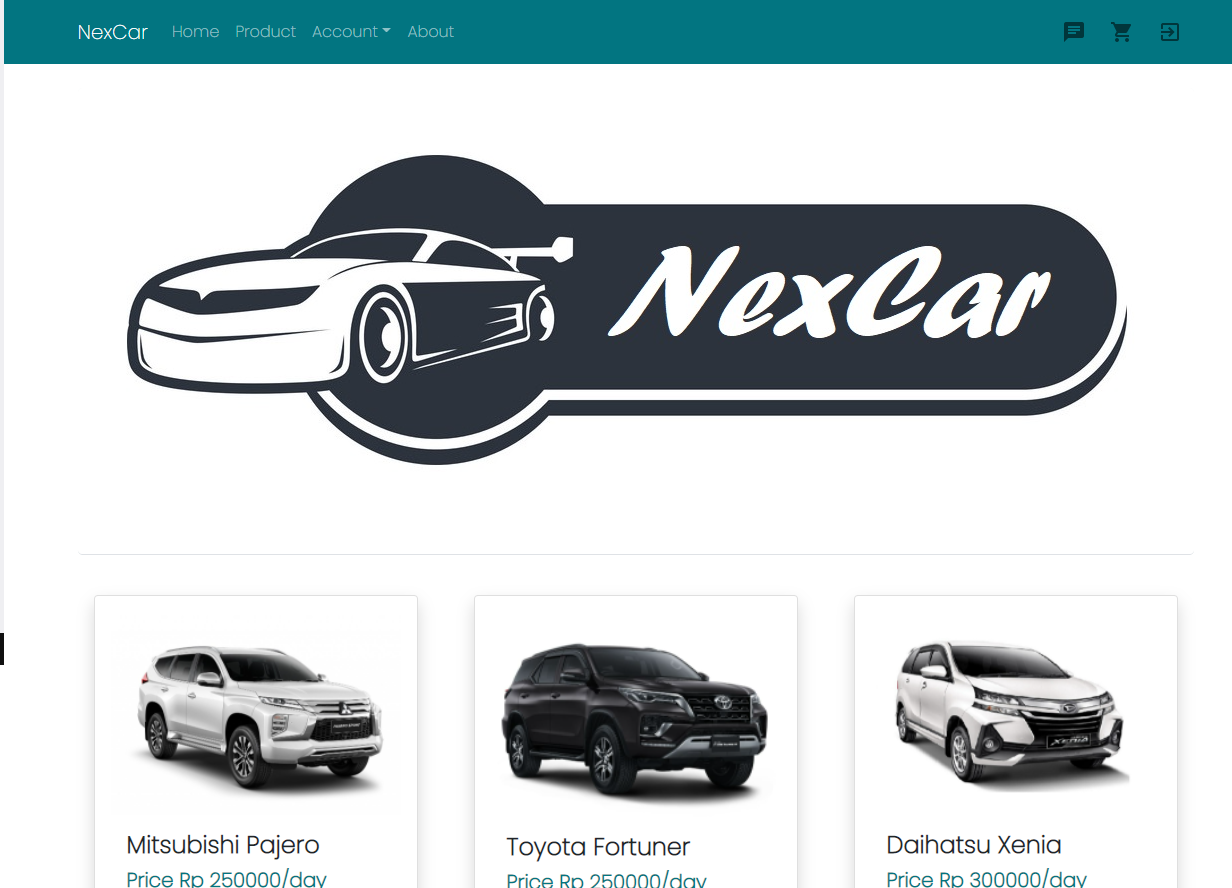 NexCar Home Product Account About
NexCar
XENIA
Mitsubishi Pajero
Toyota Fortuner
Daihatsu Xenia
Price Rp 250000/day
Price Rp 250000/day
Price Rp 300000/day